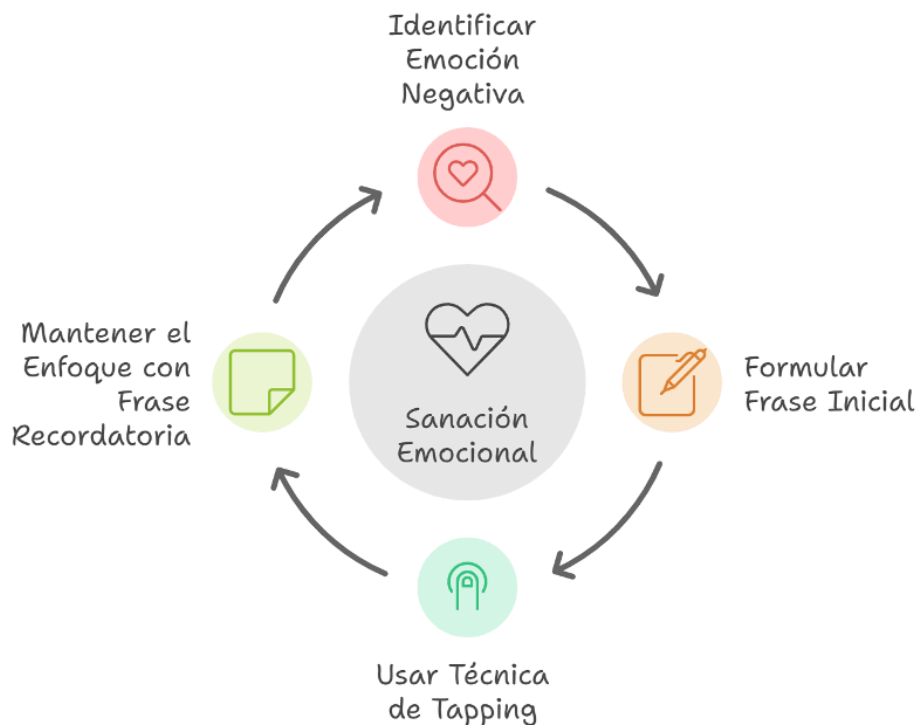 Identificar
Emoción
Negativa
Mantener el
Enfoque con
Frase
Recordatoria
Sanación
Emocional
Formular
Frase Inicial
Usar Técnica
de Tapping